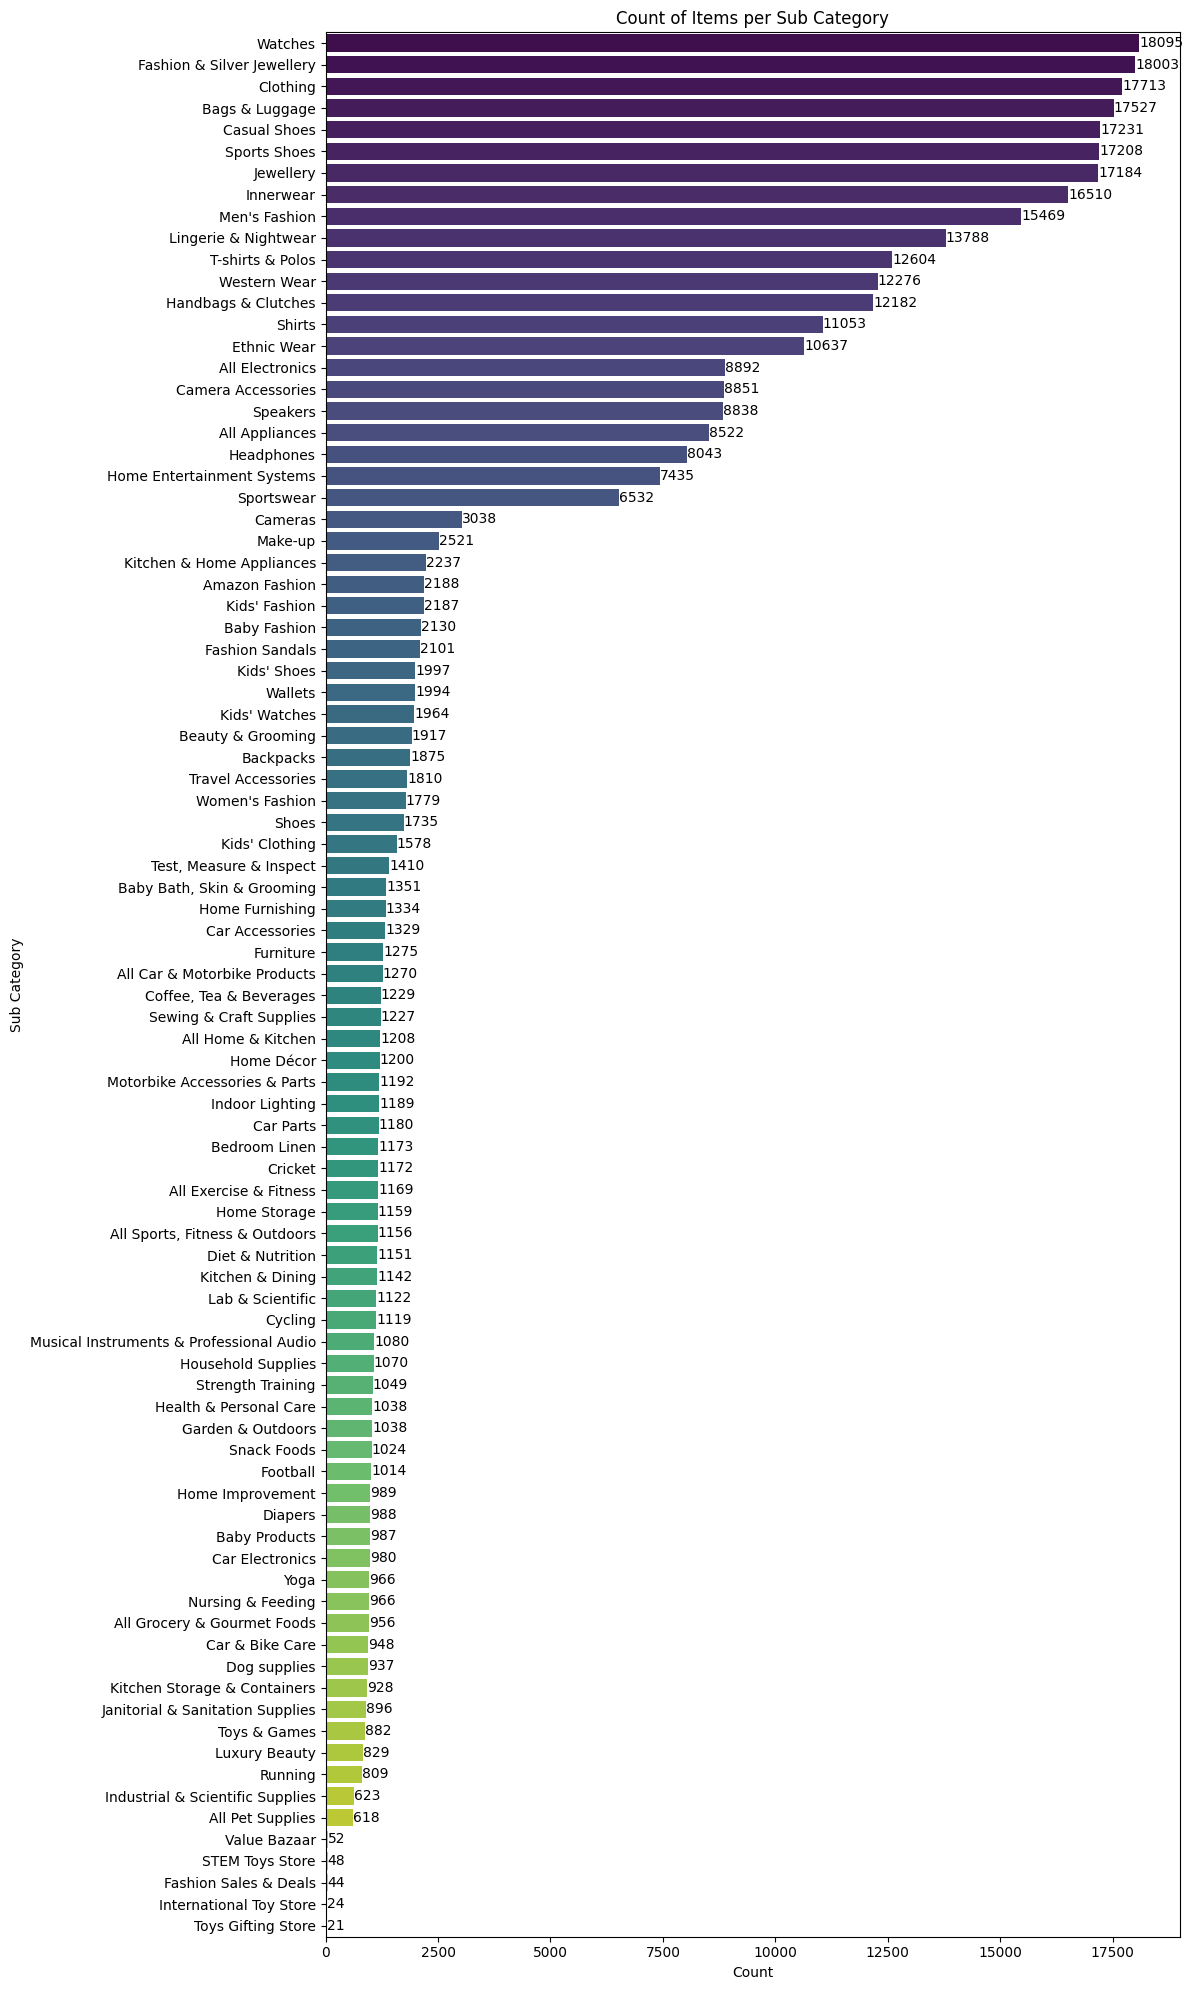 Count of Items per Sub Category
Watches 18095
Fashion & Silver Jewellery 18003
Clothing 17713
Bags & Luggage 17527
Casual Shoes 17231
Sports Shoes 17208
Jewellery 17184
Innerwear 16510
Men's Fashion 15469
Lingerie & Nightwear 13788
T-shirts & Polos 12604
Western Wear 12276
Handbags & Clutches 12182
Shirts 11053
Ethnic Wear 10637
All Electronics 8892
Camera Accessories 8851
Speakers 8838
All Appliances 8522
Headphones 8043
Home Entertainment Systems 7435
Sportswear 6532
Cameras 3038
Make-up 2521
Kitchen & Home Appliances 2237
Amazon Fashion 2188
Kids' Fashion 2187
Baby Fashion 2130
Fashion Sandals 2101
Kids' Shoes 1997
Wallets 1994
Kids' Watches 1964
Beauty & Grooming 1917
Backpacks 1875
Travel Accessories 1810
Women's Fashion 1779
Shoes 1735
Kids' Clothing 1578
Test, Measure & Inspect 1410
Baby Bath, Skin & Grooming 1351
Home Furnishing 1334
Car Accessories 1329
Furniture 1275
All Car & Motorbike Products 1270
Coffee, Tea & Beverages 1229
Sewing & Craft Supplies 1227
All Home & Kitchen 1208
Home Décor 1200
Motorbike Accessories & Parts 1192
Indoor Lighting 1189
Car Parts 1180
Bedroom Linen 1173
Cricket 1172
All Exercise & Fitness 1169
Home Storage 1159
All Sports, Fitness & Outdoors 1156
Diet & Nutrition 1151
Kitchen & Dining 1142
Lab & Scientific 1122
Cycling 1119
Musical Instruments & Professional Audio 1080
Household Supplies 1070
Strength Training 1049
Health & Personal Care 1038
Garden & Outdoors 1038
Snack Foods 1024
Football 1014
Home Improvement 989
Diapers 988
Baby Products 987
Car Electronics 980
Yoga 966
Nursing & Feeding 966
All Grocery & Gourmet Foods 956
Car & Bike Care 948
Dog supplies 937
Kitchen Storage & Containers 928
Janitorial & Sanitation Supplies 896
Toys & Games 882
Luxury Beauty 829
Running 809
Industrial & Scientific Supplies 623
All Pet Supplies 618
Value Bazaar 52
STEM Toys Store 48
Fashion Sales & Deals 44
International Toy Store 24
Toys Gifting Store 21
0 2500 5000 7500 10000 12500 15000 17500
Count
Sub Category